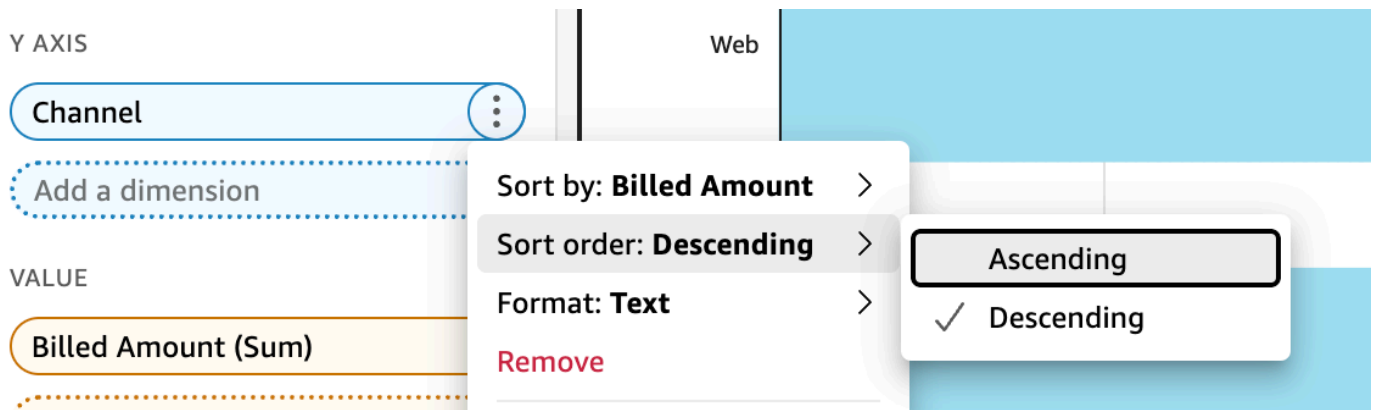 Y AXIS
Web
Channel
Add a dimension
Sort by: Billed Amount
Sort order: Descending
Ascending
VALUE
Format: Text
Descending
Billed Amount (Sum)
Remove